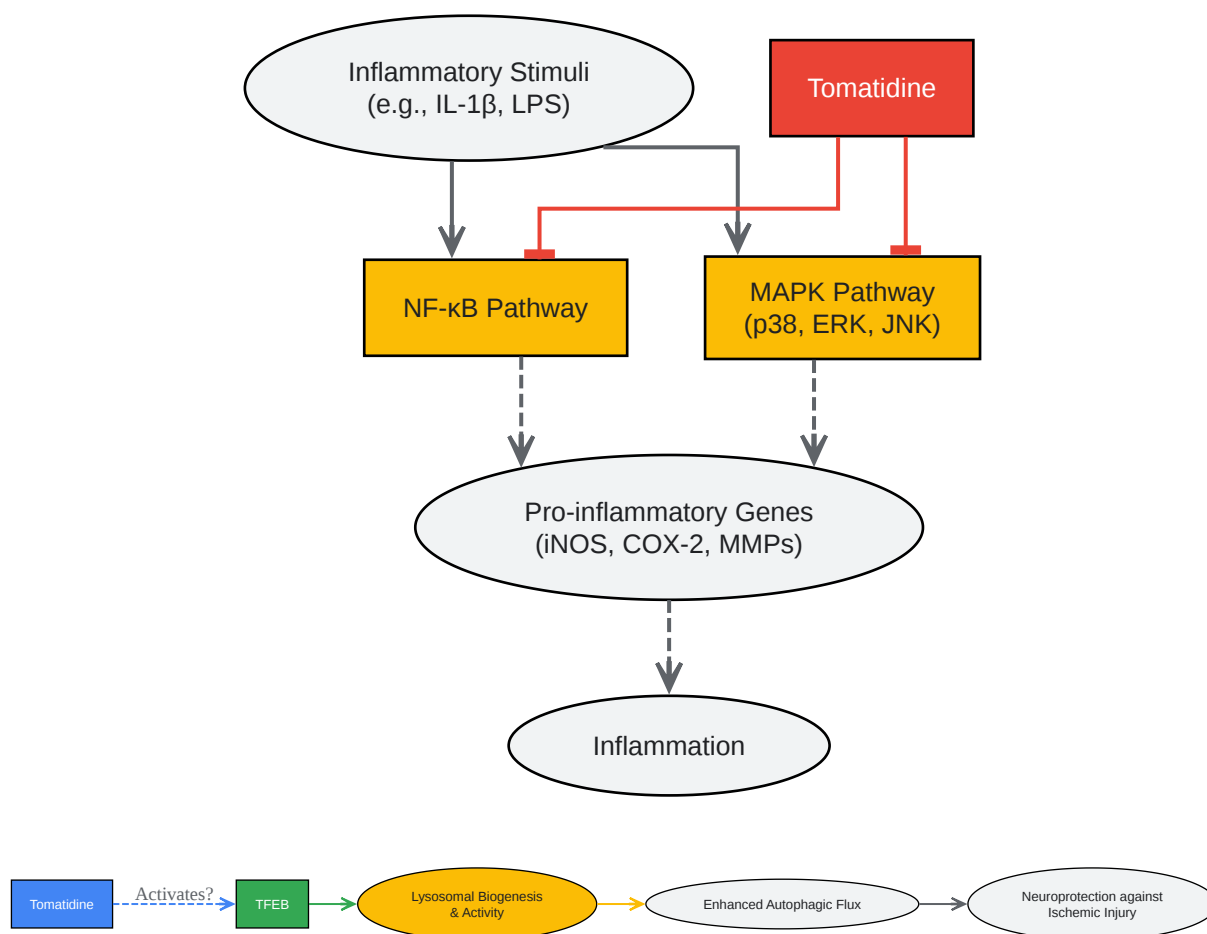 Inflammatory Stimuli
(e.g., IL-1β, LPS)
Tomatidine
NF-κB Pathway
MAPK Pathway
(p38, ERK, JNK)
Pro-inflammatory Genes
(iNOS, COX-2, MMPs)
Inflammation
Tomatidine
Activates?
TFEB
Lysosomal Biogenesis
& Activity
Enhanced Autophagic Flux
Neuroprotection against
Ischemic Injury